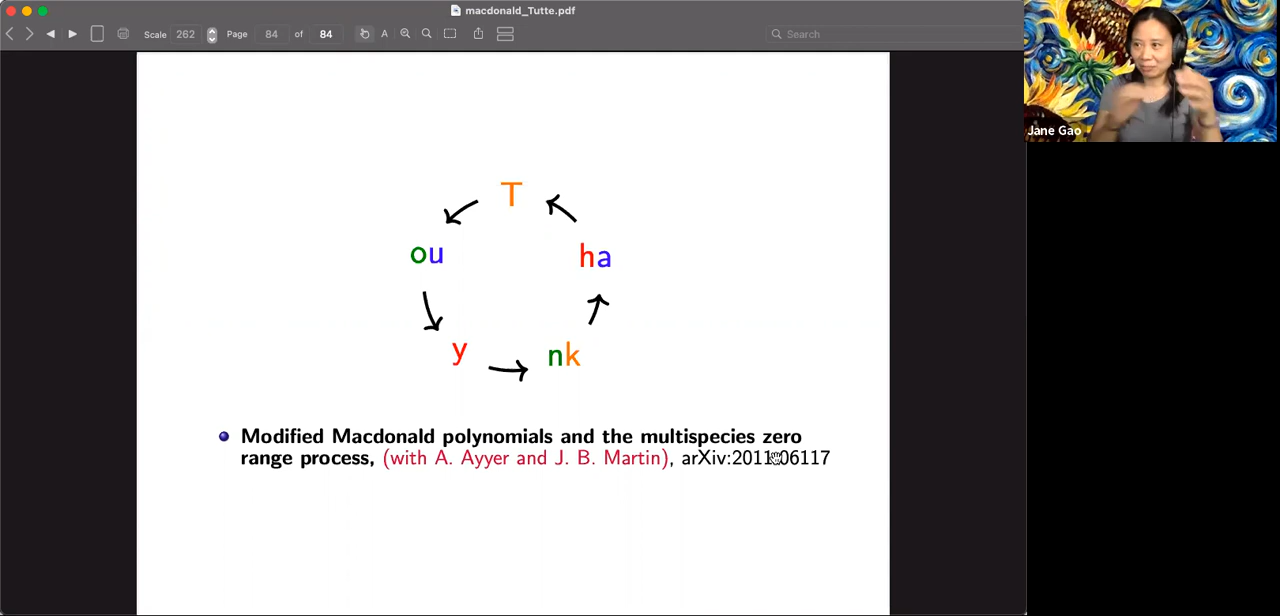 macdonald_Tutte.pdf
Scale 262 Page 84 of 84 A Search
Jane Gao
T
ou
ha
y
nk
Modified Macdonald polynomials and the multispecies zero
range process, (with A. Ayyer and J. B. Martin), arXiv:2011.06117